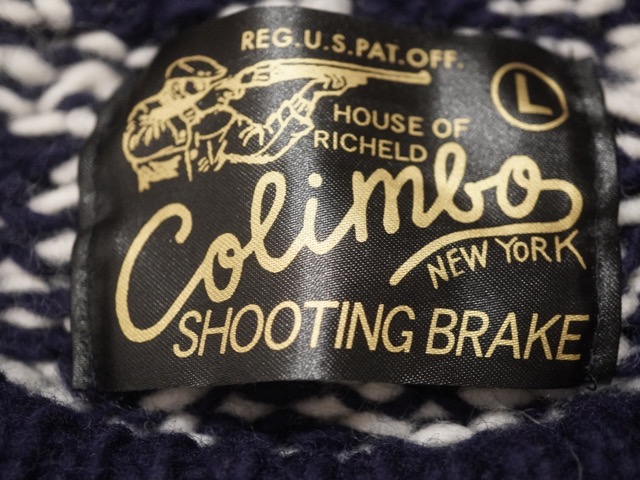 REG.U.S.PAT.OFF.
L
HOUSE OF
RICHELD
Colimbo
NEW YORK
SHOOTING BRAKE